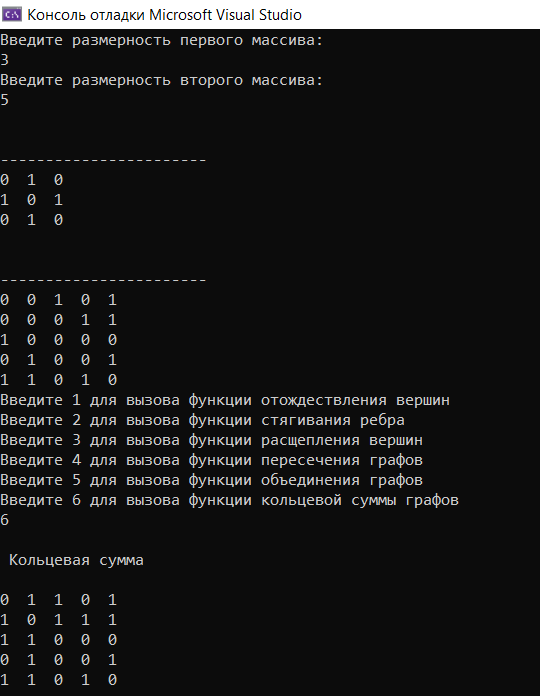 Консоль отладки Microsoft Visual Studio
Введите размерность первого массива:
3
Введите размерность второго массива:
5
-----------------------
0 1 0
1 0 1
0 1 0
-----------------------
0 0 1 0 1
0 0 0 1 1
1 0 0 0 0
0 1 0 0 1
1 1 0 1 0
Введите 1 для вызова функции отождествления вершин
Введите 2 для вызова функции стягивания ребра
Введите 3 для вызова функции расщепления вершин
Введите 4 для вызова функции пересечения графов
Введите 5 для вызова функции объединения графов
Введите 6 для вызова функции кольцевой суммы графов
6
Кольцевая сумма
0 1 1 0 1
1 0 1 1 1
1 1 0 0 0
0 1 0 0 1
1 1 0 1 0